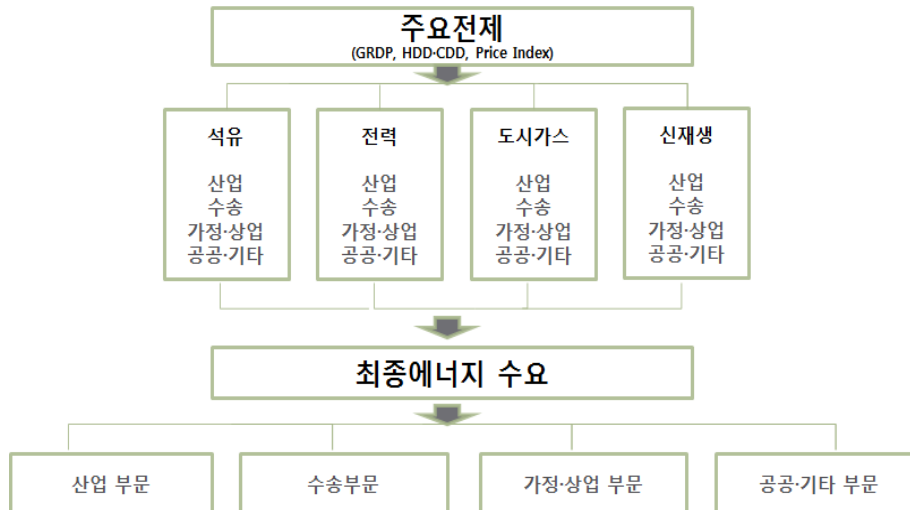 주요전제
(GRDP, HDD·CDD, Price Index)
석유
산업
수송
가정·상업
공공·기타
전력
산업
수송
가정·상업
공공·기타
도시가스
산업
수송
가정·상업
공공·기타
신재생
산업
수송
가정·상업
공공·기타
최종에너지 수요
산업 부문
수송부문
가정·상업 부문
공공·기타 부문